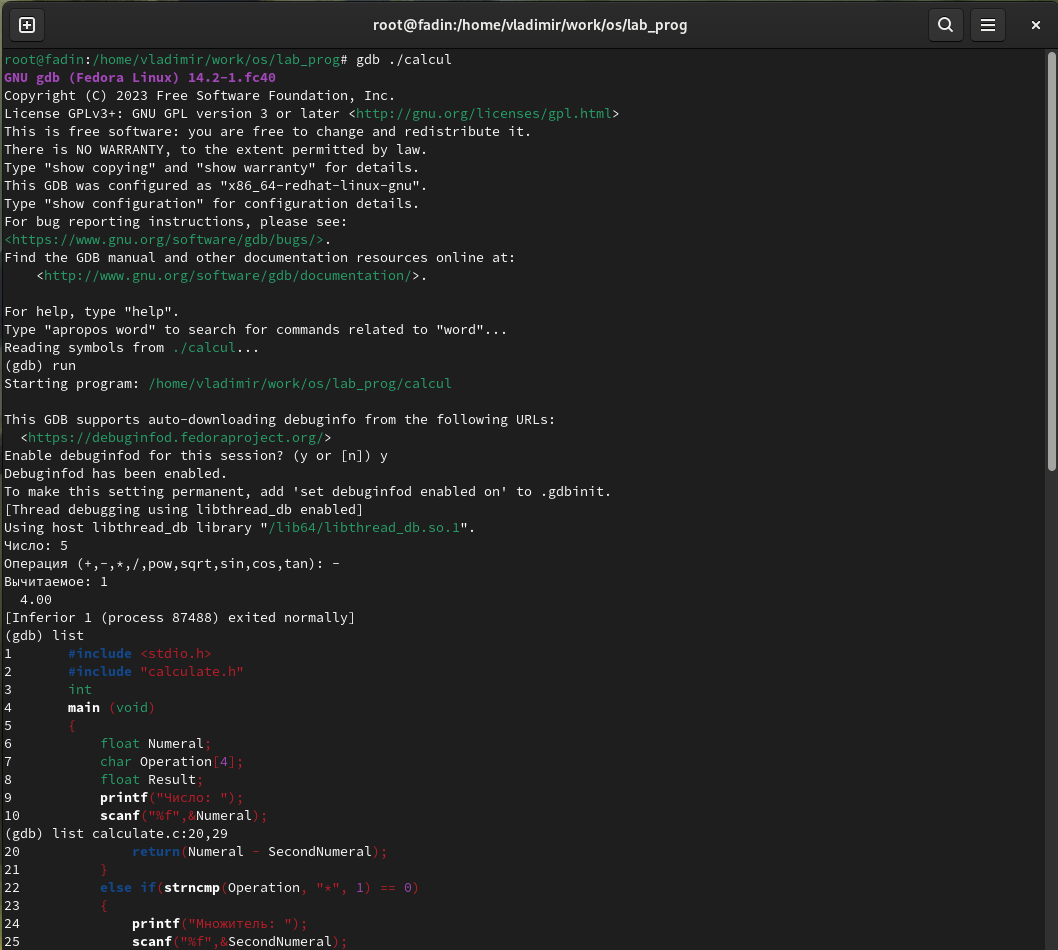 root@fadin:/home/vladimir/work/os/lab_prog
root@fadin:/home/vladimir/work/os/lab_prog# gdb ./calcul
GNU gdb (Fedora Linux) 14.2-1.fc40
Copyright (C) 2023 Free Software Foundation, Inc.
License GPLv3+: GNU GPL version 3 or later <http://gnu.org/licenses/gpl.html>
This is free software: you are free to change and redistribute it.
There is NO WARRANTY, to the extent permitted by law.
Type "show copying" and "show warranty" for details.
This GDB was configured as "x86_64-redhat-linux-gnu".
Type "show configuration" for configuration details.
For bug reporting instructions, please see:
<https://www.gnu.org/software/gdb/bugs/>.
Find the GDB manual and other documentation resources online at:
    <http://www.gnu.org/software/gdb/documentation/>.
For help, type "help".
Type "apropos word" to search for commands related to "word"...
Reading symbols from ./calcul...
(gdb) run
Starting program: /home/vladimir/work/os/lab_prog/calcul
This GDB supports auto-downloading debuginfo from the following URLs:
  <https://debuginfod.fedoraproject.org/>
Enable debuginfod for this session? (y or [n]) y
Debuginfod has been enabled.
To make this setting permanent, add 'set debuginfod enabled on' to .gdbinit.
[Thread debugging using libthread_db enabled]
Using host libthread_db library "/lib64/libthread_db.so.1".
Число: 5
Операция (+,-,*,/,pow,sqrt,sin,cos,tan): -
Вычитаемое: 1
  4.00
[Inferior 1 (process 87488) exited normally]
(gdb) list
1       #include <stdio.h>
2       #include "calculate.h"
3       int
4       main (void)
5       {
6           float Numeral;
7           char Operation[4];
8           float Result;
9           printf("Число: ");
10          scanf("%f",&Numeral);
(gdb) list calculate.c:20,29
20              return(Numeral - SecondNumeral);
21          }
22          else if(strncmp(Operation, "*", 1) == 0)
23          {
24              printf("Множитель: ");
25              scanf("%f",&SecondNumeral);